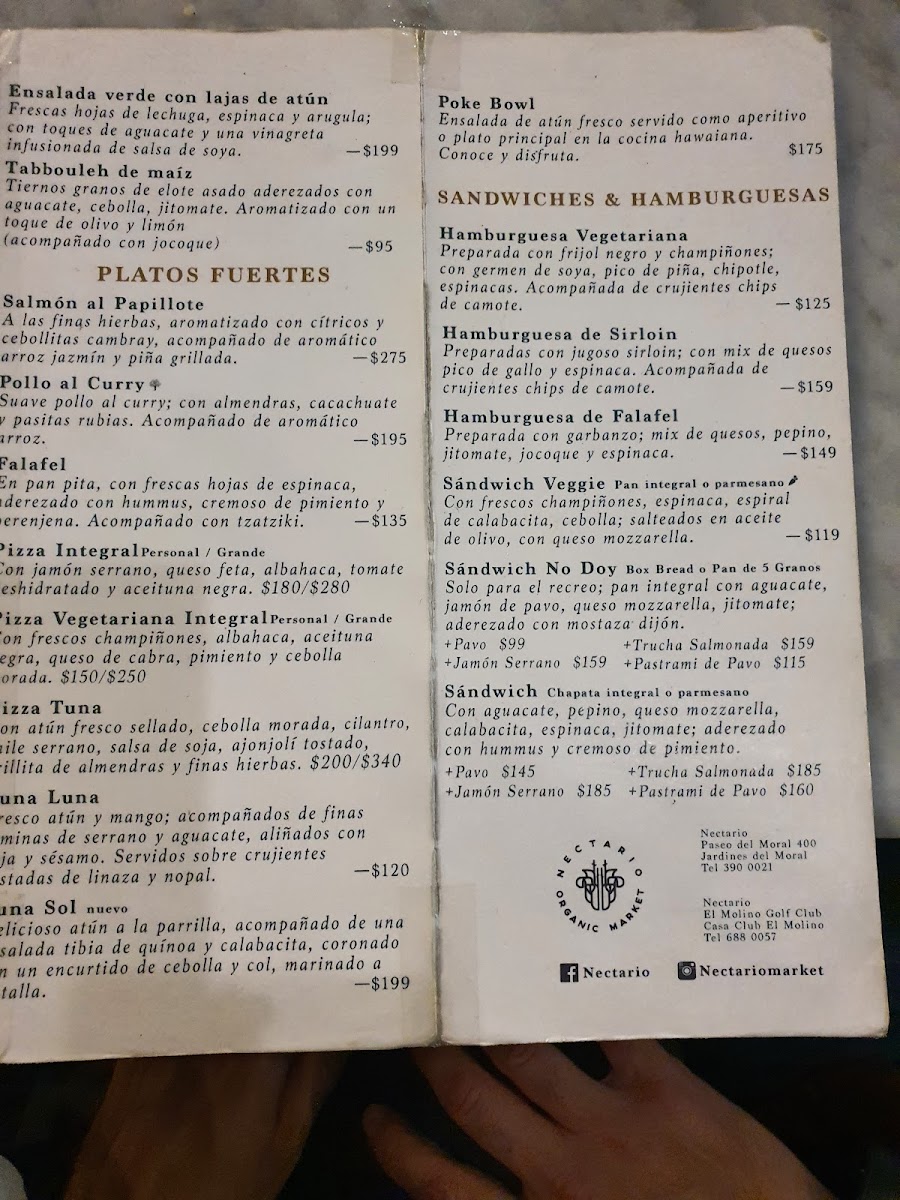 Ensalada verde con lajas de atún
Frescas hojas de lechuga, espinaca y arugula;
con toques de aguacate y una vinagreta
infusionada de salsa de soya. —$199
Tabbouleh de maíz
Tiernos granos de elote asado aderezados con
aguacate, cebolla, jitomate. Aromatizado con un
toque de olivo y limón
(acompañado con jocoque) —$95
PLATOS FUERTES
Salmón al Papillote
A las finas hierbas, aromatizado con cítricos y
cebollitas cambray, acompañado de aromático
arroz jazmín y piña grillada. —$275
Pollo al Curry
Suave pollo al curry; con almendras, cacachuate
y pasitas rubias. Acompañado de aromático
arroz. —$195
Falafel
En pan pita, con frescas hojas de espinaca,
aderezado con hummus, cremoso de pimiento y
berenjena. Acompañado con tzatziki. —$135
Pizza Integral Personal / Grande
Con jamón serrano, queso feta, albahaca, tomate
deshidratado y aceituna negra. $180/$280
Pizza Vegetariana Integral Personal / Grande
Con frescos champiñones, albahaca, aceituna
negra, queso de cabra, pimiento y cebolla
morada. $150/$250
Pizza Tuna
con atún fresco sellado, cebolla morada, cilantro,
chile serrano, salsa de soja, ajonjolí tostado,
rillita de almendras y finas hierbas. $200/$340
Tuna Luna
Fresco atún y mango; acompañados de finas
láminas de serrano y aguacate, aliñados con
soja y sésamo. Servidos sobre crujientes
tostadas de linaza y nopal. —$120
Tuna Sol nuevo
Delicioso atún a la parrilla, acompañado de una
ensalada tibia de quínoa y calabacita, coronado
con un encurtido de cebolla y col, marinado a
talla. —$199
Poke Bowl
Ensalada de atún fresco servido como aperitivo
o plato principal en la cocina hawaiana.
Conoce y disfruta. $175
SANDWICHES & HAMBURGUESAS
Hamburguesa Vegetariana
Preparada con frijol negro y champiñones;
con germen de soya, pico de piña, chipotle,
espinacas. Acompañada de crujientes chips
de camote. —$125
Hamburguesa de Sirloin
Preparadas con jugoso sirloin; con mix de quesos
pico de gallo y espinaca. Acompañada de
crujientes chips de camote. —$159
Hamburguesa de Falafel
Preparada con garbanzo; mix de quesos, pepino,
jitomate, jocoque y espinaca. —$149
Sándwich Veggie Pan integral o parmesano
Con frescos champiñones, espinaca, espiral
de calabacita, cebolla; salteados en aceite
de olivo, con queso mozzarella. —$119
Sándwich No Doy Box Bread o Pan de 5 Granos
Solo para el recreo; pan integral con aguacate,
jamón de pavo, queso mozzarella, jitomate;
aderezado con mostaza dijón.
+Pavo $99 +Trucha Salmonada $159
+Jamón Serrano $159 +Pastrami de Pavo $115
Sándwich Chapata integral o parmesano
Con aguacate, pepino, queso mozzarella,
calabacita, espinaca, jitomate; aderezado
con hummus y cremoso de pimiento.
+Pavo $145 +Trucha Salmonada $185
+Jamón Serrano $185 +Pastrami de Pavo $160
NECTARIO
ORGANIC MARKET
Nectario
Paseo del Moral 400
Jardines del Moral
Tel 390 0021
Nectario
El Molino Golf Club
Casa Club El Molino
Tel 688 0057
Nectario Nectariomarket